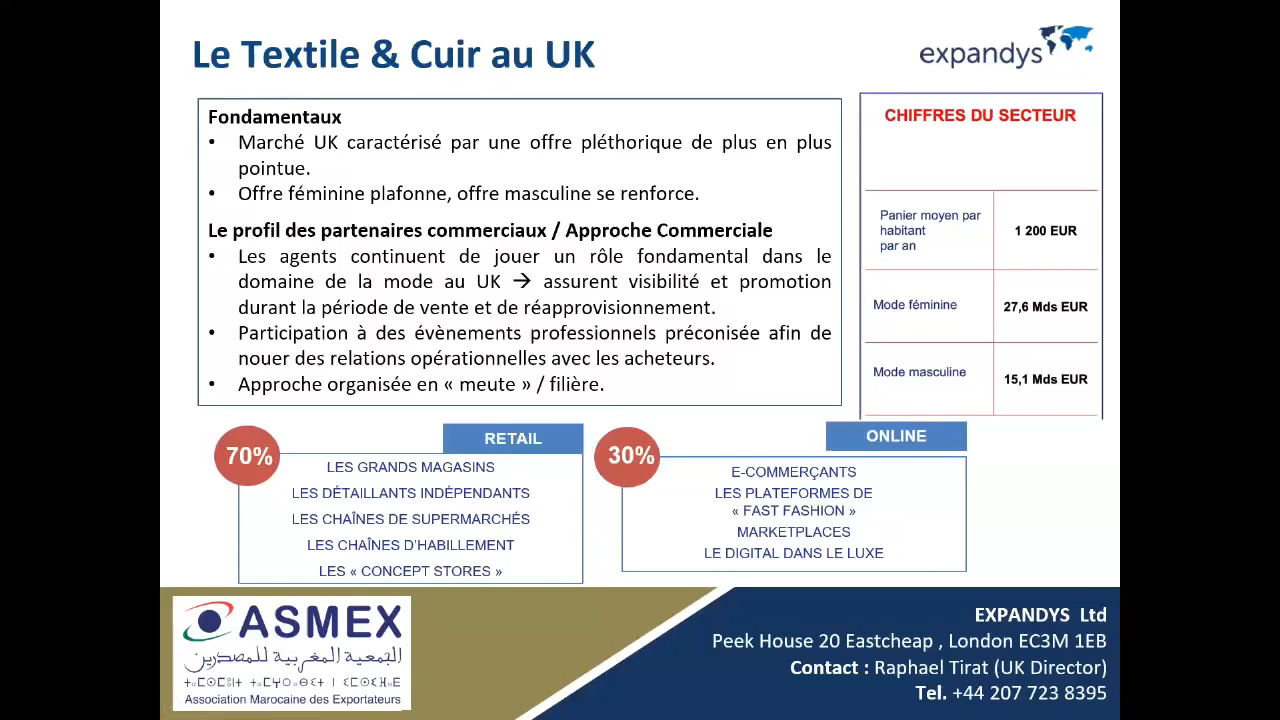 Le Textile & Cuir au UK
expandys
Fondamentaux
• Marché UK caractérisé par une offre pléthorique de plus en plus
pointue.
• Offre féminine plafonne, offre masculine se renforce.
Le profil des partenaires commerciaux / Approche Commerciale
• Les agents continuent de jouer un rôle fondamental dans le
domaine de la mode au UK → assurent visibilité et promotion
durant la période de vente et de réapprovisionnement.
• Participation à des évènements professionnels préconisée afin de
nouer des relations opérationnelles avec les acheteurs.
• Approche organisée en « meute » / filière.
CHIFFRES DU SECTEUR
Panier moyen par
habitant
par an
1 200 EUR
Mode féminine
27,6 Mds EUR
Mode masculine
15,1 Mds EUR
70%
RETAIL
LES GRANDS MAGASINS
LES DÉTAILLANTS INDÉPENDANTS
LES CHAÎNES DE SUPERMARCHÉS
LES CHAÎNES D'HABILLEMENT
LES « CONCEPT STORES »
30%
ONLINE
E-COMMERÇANTS
LES PLATEFORMES DE
« FAST FASHION »
MARKETPLACES
LE DIGITAL DANS LE LUXE
ASMEX
الجمعية المغربية للمصدرين
Association Marocaine des Exportateurs
EXPANDYS Ltd
Peek House 20 Eastcheap , London EC3M 1EB
Contact : Raphael Tirat (UK Director)
Tel. +44 207 723 8395